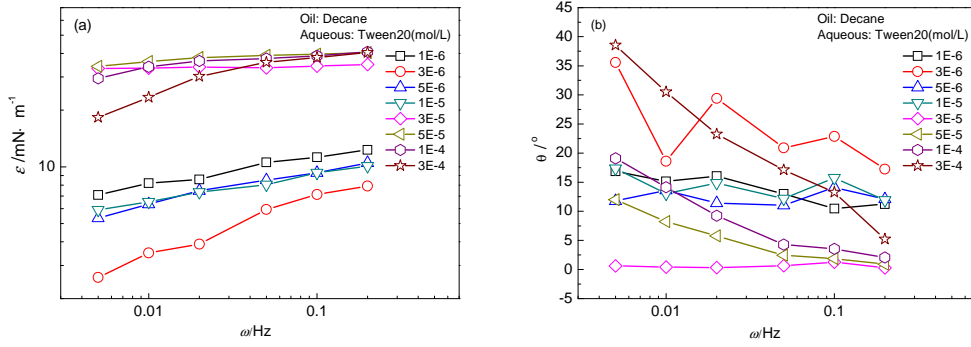 (a)
Oil: Decane
Aqueous: Tween20(mol/L)
1E-6
3E-6
5E-6
1E-5
3E-5
5E-5
1E-4
3E-4
10
ε/mN· m⁻¹
0.01
0.1
ω/Hz
(b)
Oil: Decane
Aqueous: Tween20(mol/L)
1E-6
3E-6
5E-6
1E-5
3E-5
5E-5
1E-4
3E-4
45
40
35
30
25
20
15
10
5
0
-5
θ /°
0.01
0.1
ω/Hz